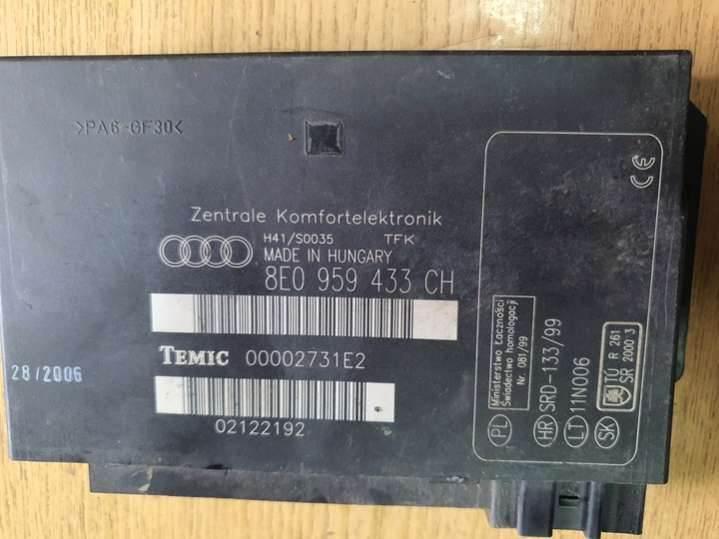 >PA6-GF30<
Zentrale Komfortelektronik
H41/S0035 TFK
MADE IN HUNGARY
8E0 959 433 CH
TEMIC 00002731E2
02122192
28/2006
CE
PL Ministerstwo Łączności
Świadectwo homologacji
Nr. 081/99
HR SRD-133/99
LT 11N006
SK TÚ R 261
SR 2000 3